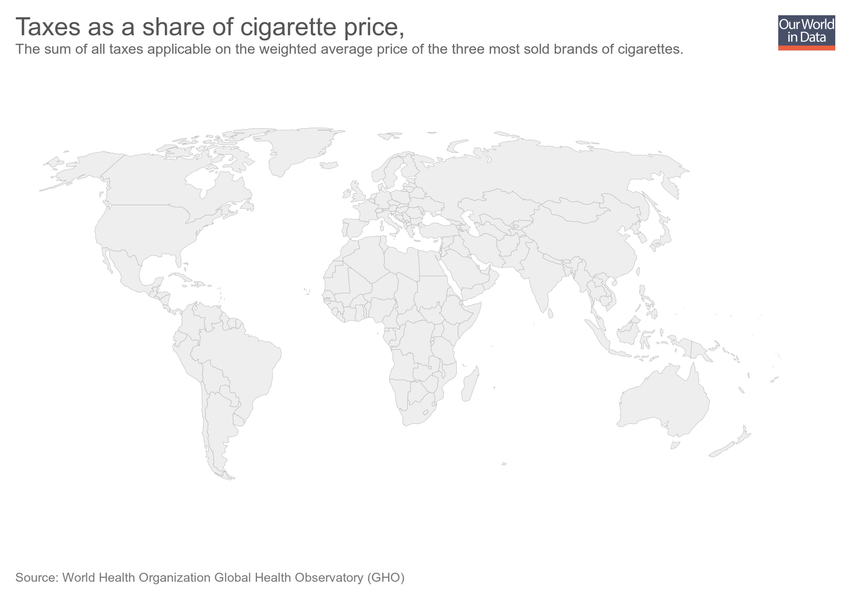 Taxes as a share of cigarette price,
The sum of all taxes applicable on the weighted average price of the three most sold brands of cigarettes.
Our World
in Data
Source: World Health Organization Global Health Observatory (GHO)